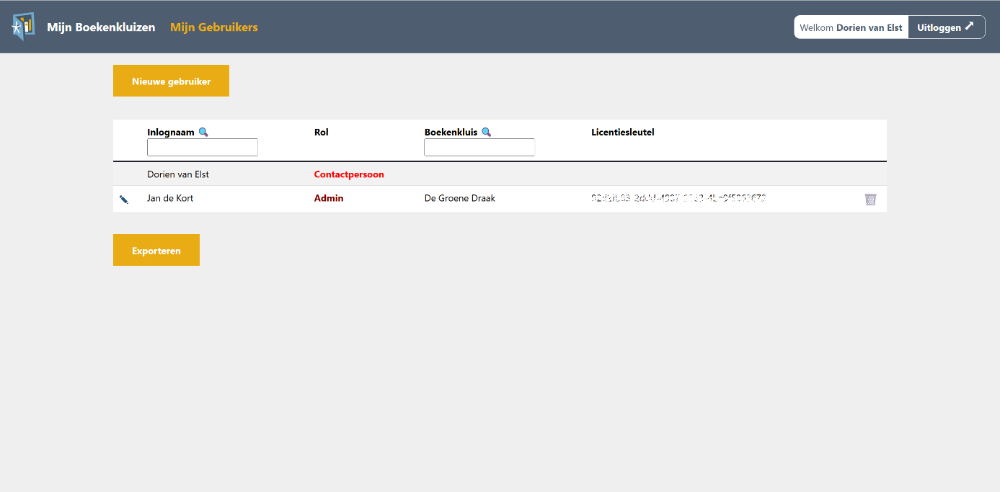 Mijn Boekenkluizen Mijn Gebruikers Welkom Dorien van Elst Uitloggen
Nieuwe gebruiker
Inlognaam Rol Boekenkluis Licentiesleutel
Dorien van Elst Contactpersoon
Jan de Kort Admin De Groene Draak
Exporteren